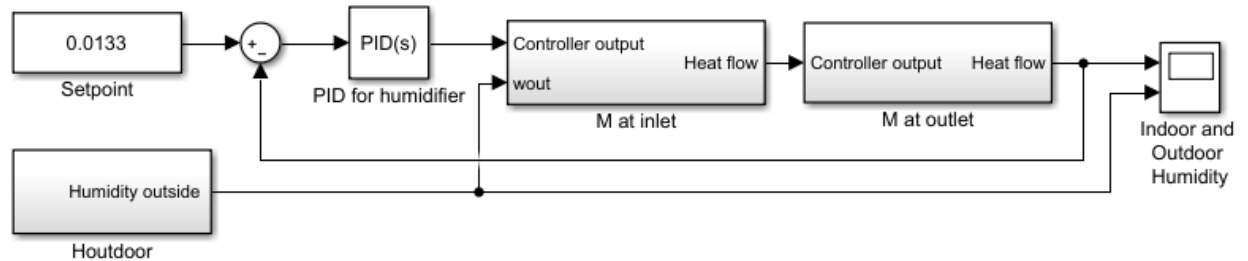 0.0133
Setpoint
+
−
PID(s)
PID for humidifier
Controller output
wout
Heat flow
M at inlet
Controller output
Heat flow
M at outlet
Indoor and
Outdoor
Humidity
Humidity outside
Houtdoor